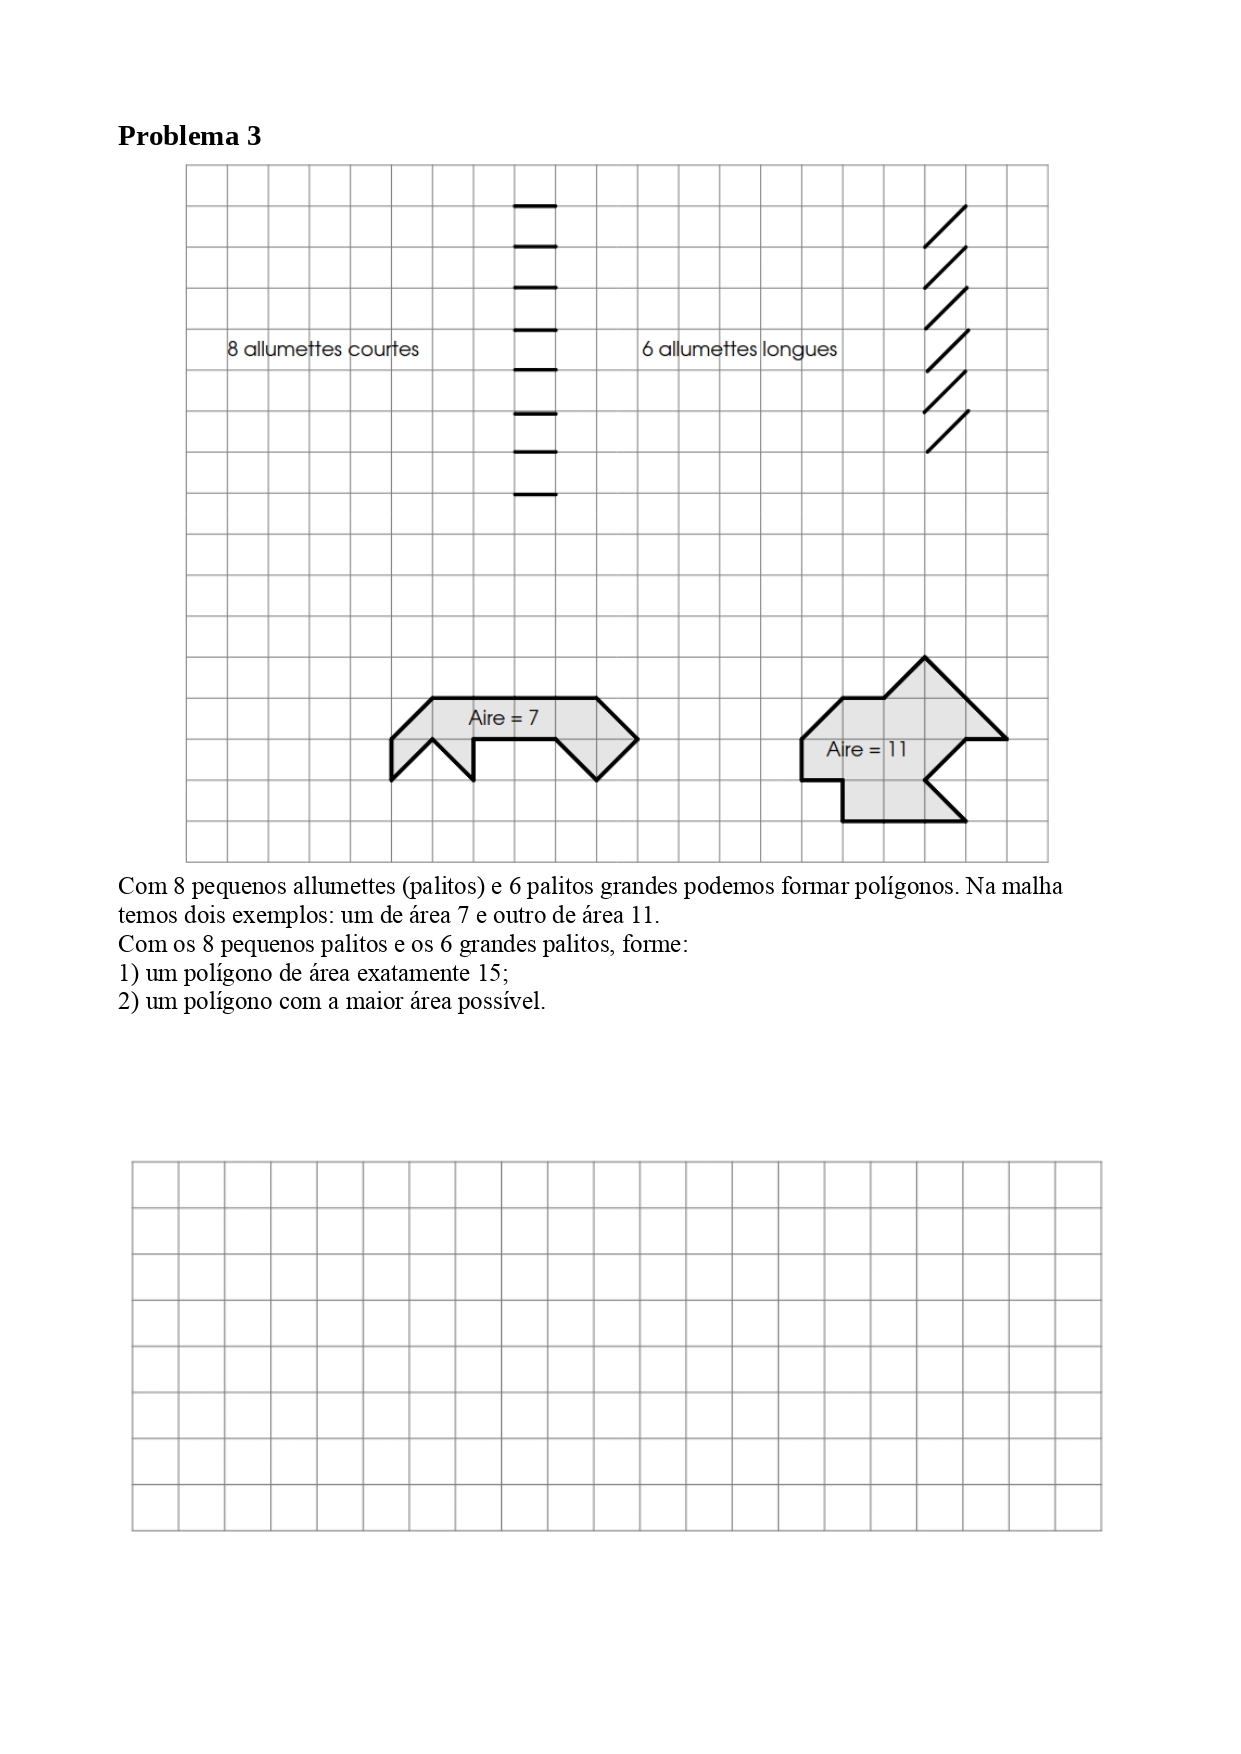 Problema 3
8 allumettes courtes
6 allumettes longues
Aire = 7
Aire = 11
Com 8 pequenos allumettes (palitos) e 6 palitos grandes podemos formar polígonos. Na malha
temos dois exemplos: um de área 7 e outro de área 11.
Com os 8 pequenos palitos e os 6 grandes palitos, forme:
1) um polígono de área exatamente 15;
2) um polígono com a maior área possível.